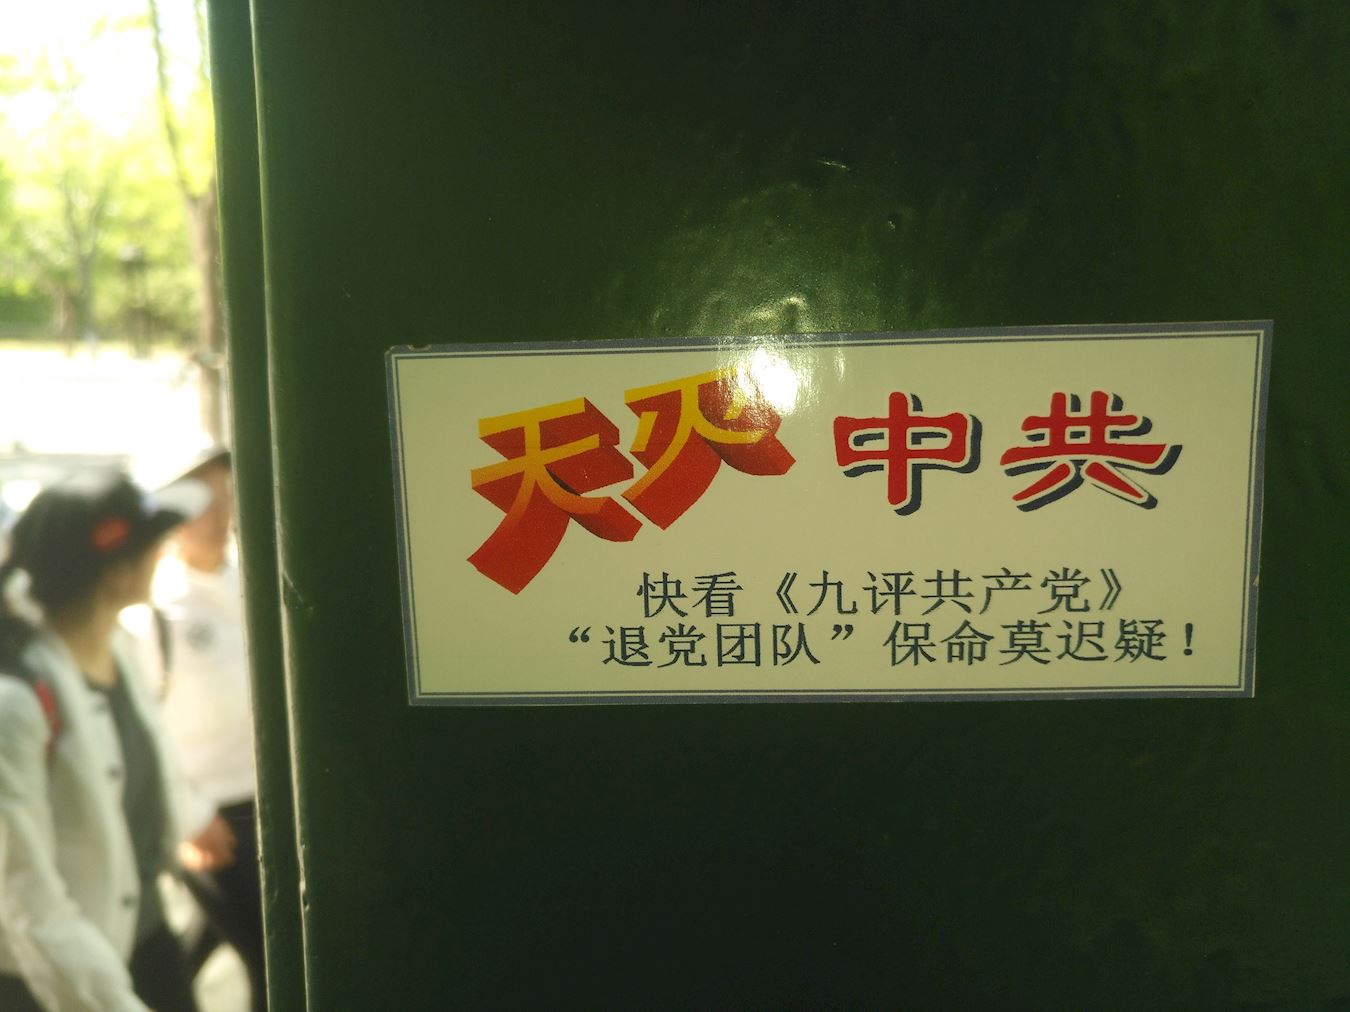 天灭 中共
快看《九评共产党》
“退党团队”保命莫迟疑！